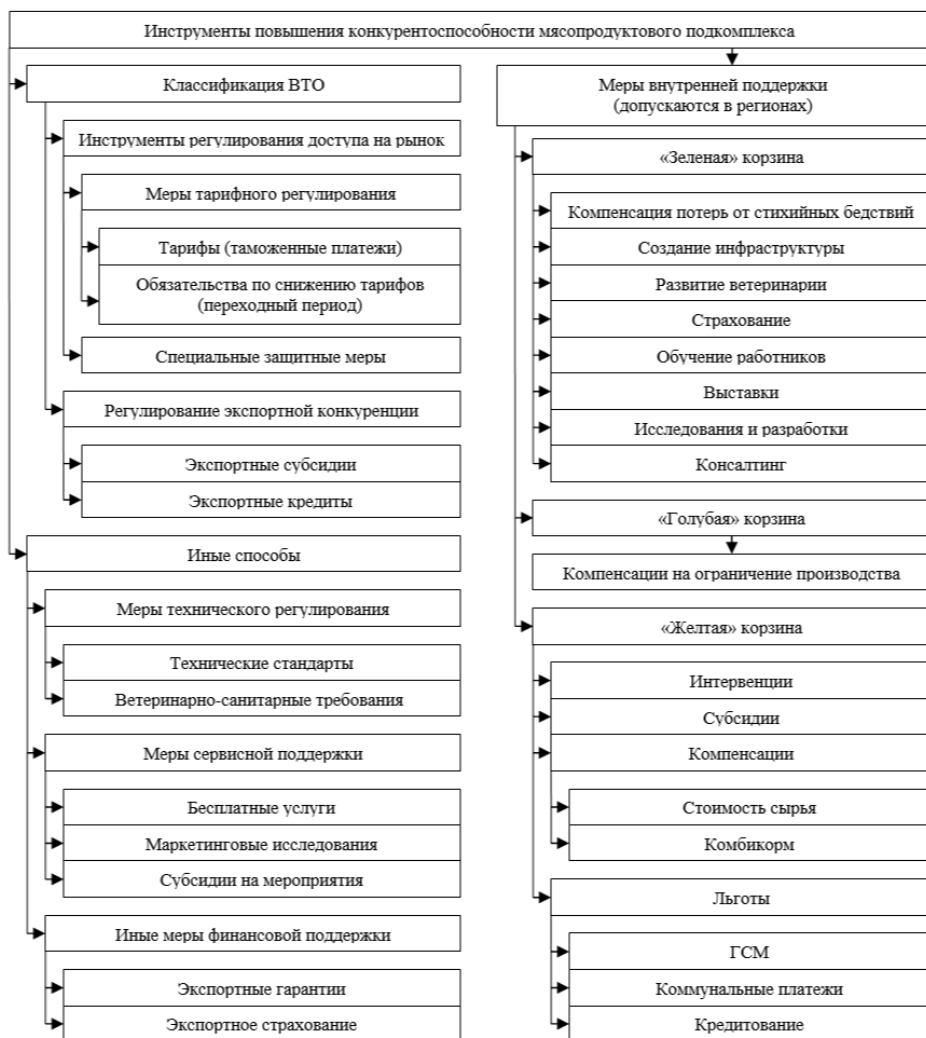 Инструменты повышения конкурентоспособности мясопродуктового подкомплекса
Классификация ВТО
Инструменты регулирования доступа на рынок
Меры тарифного регулирования
Тарифы (таможенные платежи)
Обязательства по снижению тарифов
(переходный период)
Специальные защитные меры
Регулирование экспортной конкуренции
Экспортные субсидии
Экспортные кредиты
Иные способы
Меры технического регулирования
Технические стандарты
Ветеринарно-санитарные требования
Меры сервисной поддержки
Бесплатные услуги
Маркетинговые исследования
Субсидии на мероприятия
Иные меры финансовой поддержки
Экспортные гарантии
Экспортное страхование
Меры внутренней поддержки
(допускаются в регионах)
«Зеленая» корзина
Компенсация потерь от стихийных бедствий
Создание инфраструктуры
Развитие ветеринарии
Страхование
Обучение работников
Выставки
Исследования и разработки
Консалтинг
«Голубая» корзина
Компенсации на ограничение производства
«Желтая» корзина
Интервенции
Субсидии
Компенсации
Стоимость сырья
Комбикорм
Льготы
ГСМ
Коммунальные платежи
Кредитование